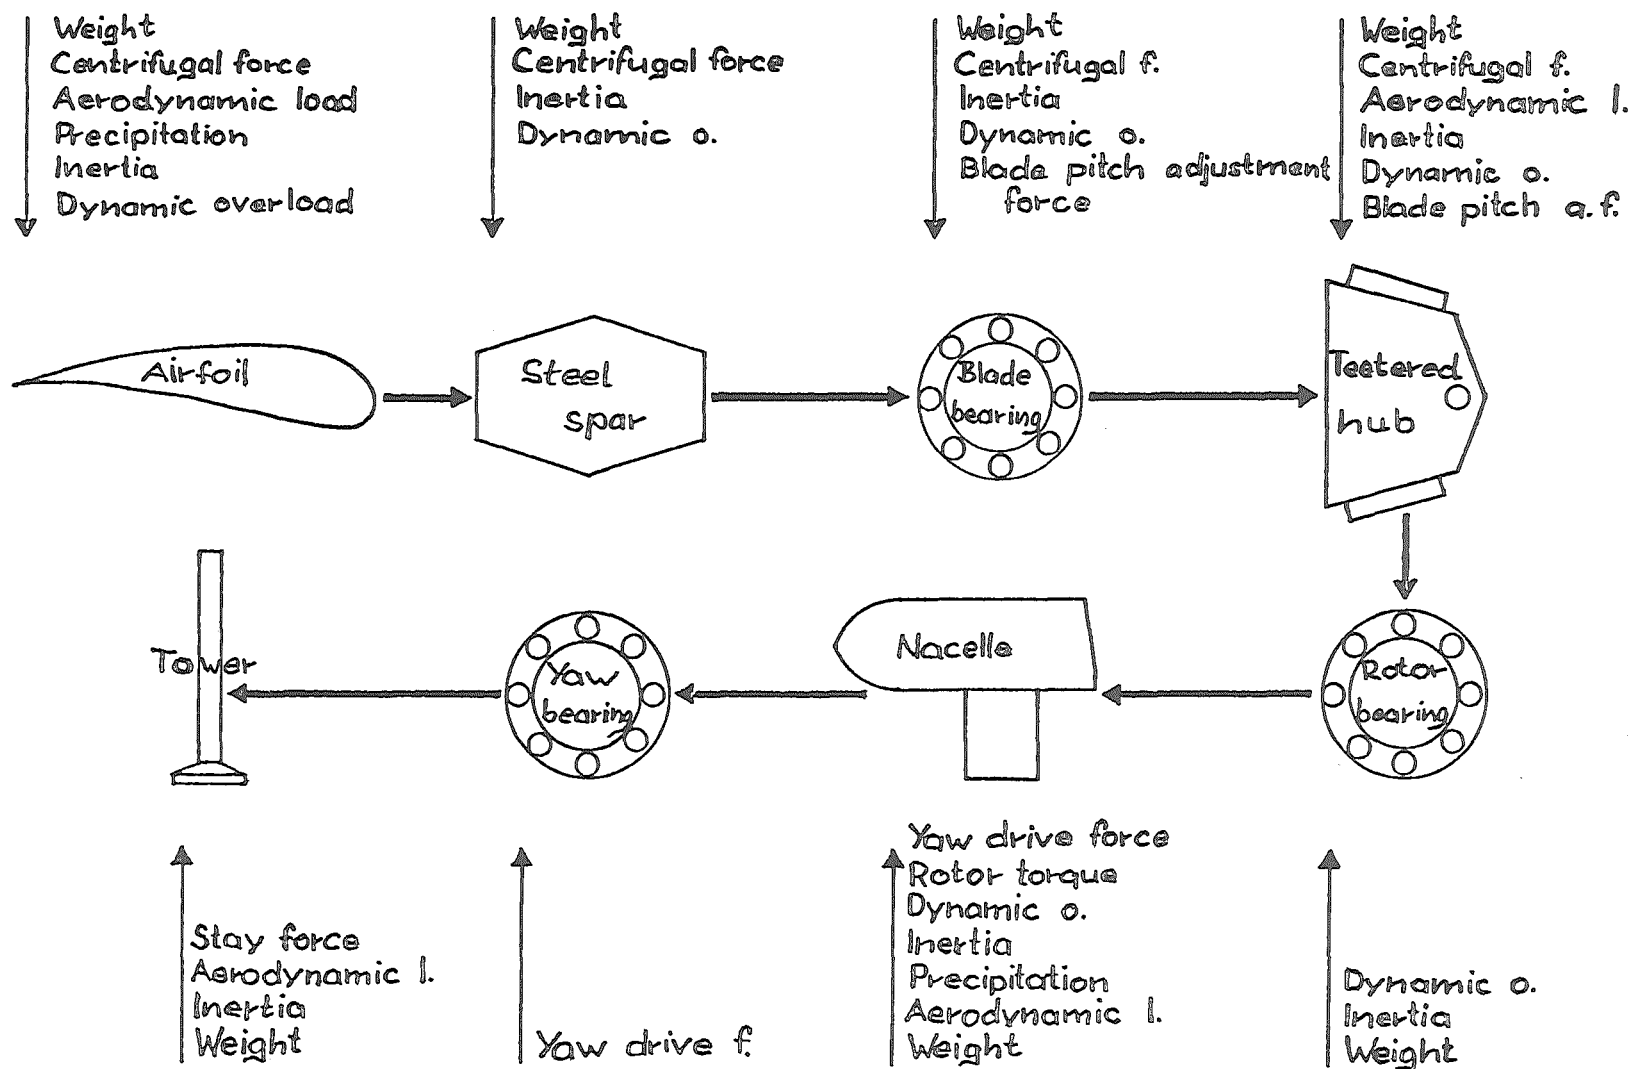 Weight
Centrifugal force
Aerodynamic load
Precipitation
Inertia
Dynamic overload
Weight
Centrifugal force
Inertia
Dynamic o.
Weight
Centrifugal f.
Inertia
Dynamic o.
Blade pitch adjustment
force
Weight
Centrifugal f.
Aerodynamic l.
Inertia
Dynamic o.
Blade pitch a.f.
Airfoil
Steel
spar
Blade
bearing
Teetered
hub
Tower
Yaw
bearing
Nacelle
Rotor
bearing
Stay force
Aerodynamic l.
Inertia
Weight
Yaw drive f.
Yaw drive force
Rotor torque
Dynamic o.
Inertia
Precipitation
Aerodynamic l.
Weight
Dynamic o.
Inertia
Weight